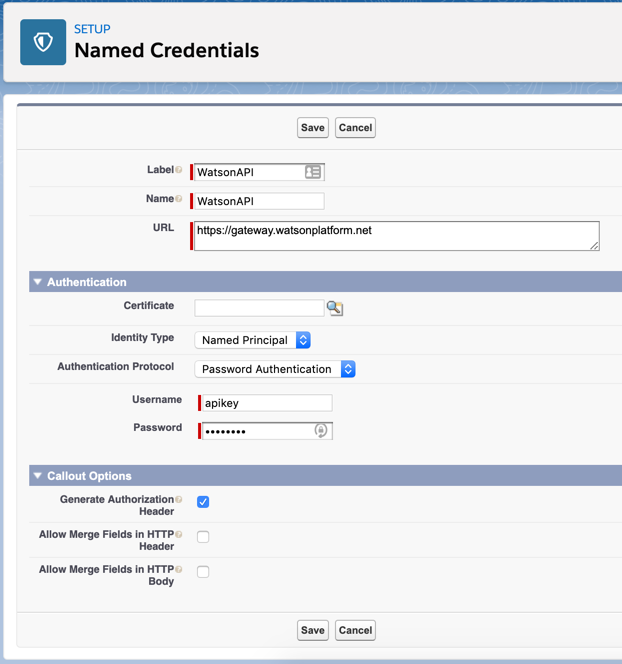 SETUP
Named Credentials
Save Cancel
Label WatsonAPI
Name WatsonAPI
URL https://gateway.watsonplatform.net
Authentication
Certificate
Identity Type Named Principal
Authentication Protocol Password Authentication
Username apikey
Password ••••••••
Callout Options
Generate Authorization
Header
Allow Merge Fields in HTTP
Header
Allow Merge Fields in HTTP
Body
Save Cancel